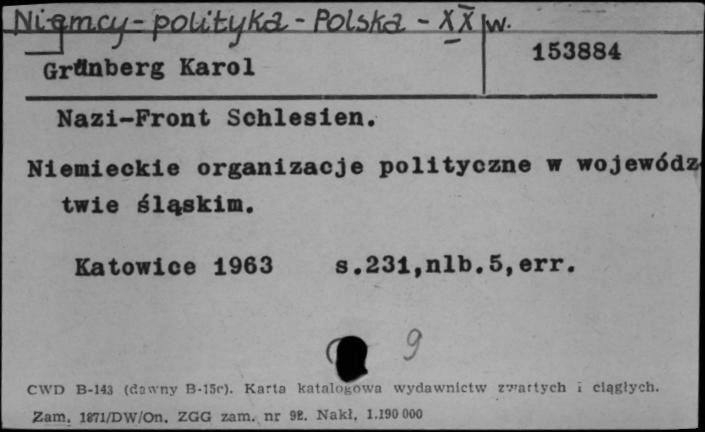 Niemcy - polityka - Polska - XX w.
153884
Grünberg Karol
Nazi-Front Schlesien.
Niemieckie organizacje polityczne w wojewódz
twie śląskim.
Katowice 1963 s.231,nlb.5,err.
9
CWD B-143 (dawny B-15c). Karta katalogowa wydawnictw zwartych i ciągłych.
Zam. 1871/DW/On. ZGG zam. nr 92. Nakł. 1.190 000